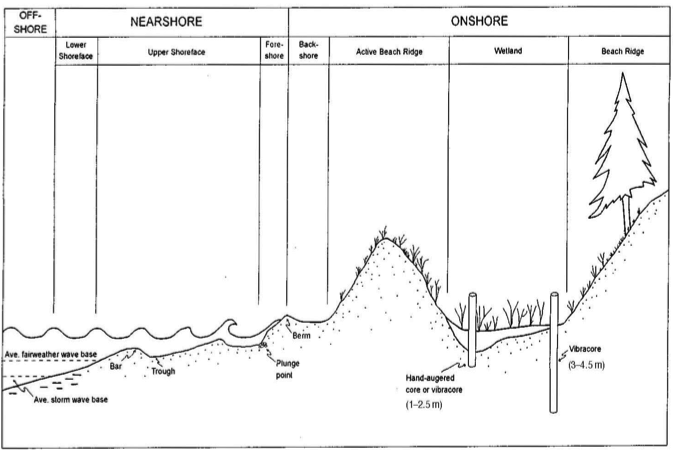 OFF-
SHORE
NEARSHORE
ONSHORE
Lower
Shoreface
Upper Shoreface
Fore-
shore
Back-
shore
Active Beach Ridge
Wetland
Beach Ridge
Ave. fairweather wave base
Bar
Trough
Ave. storm wave base
Berm
Plunge
point
Hand-augered
core or vibracore
(1–2.5 m)
Vibracore
(3–4.5 m)